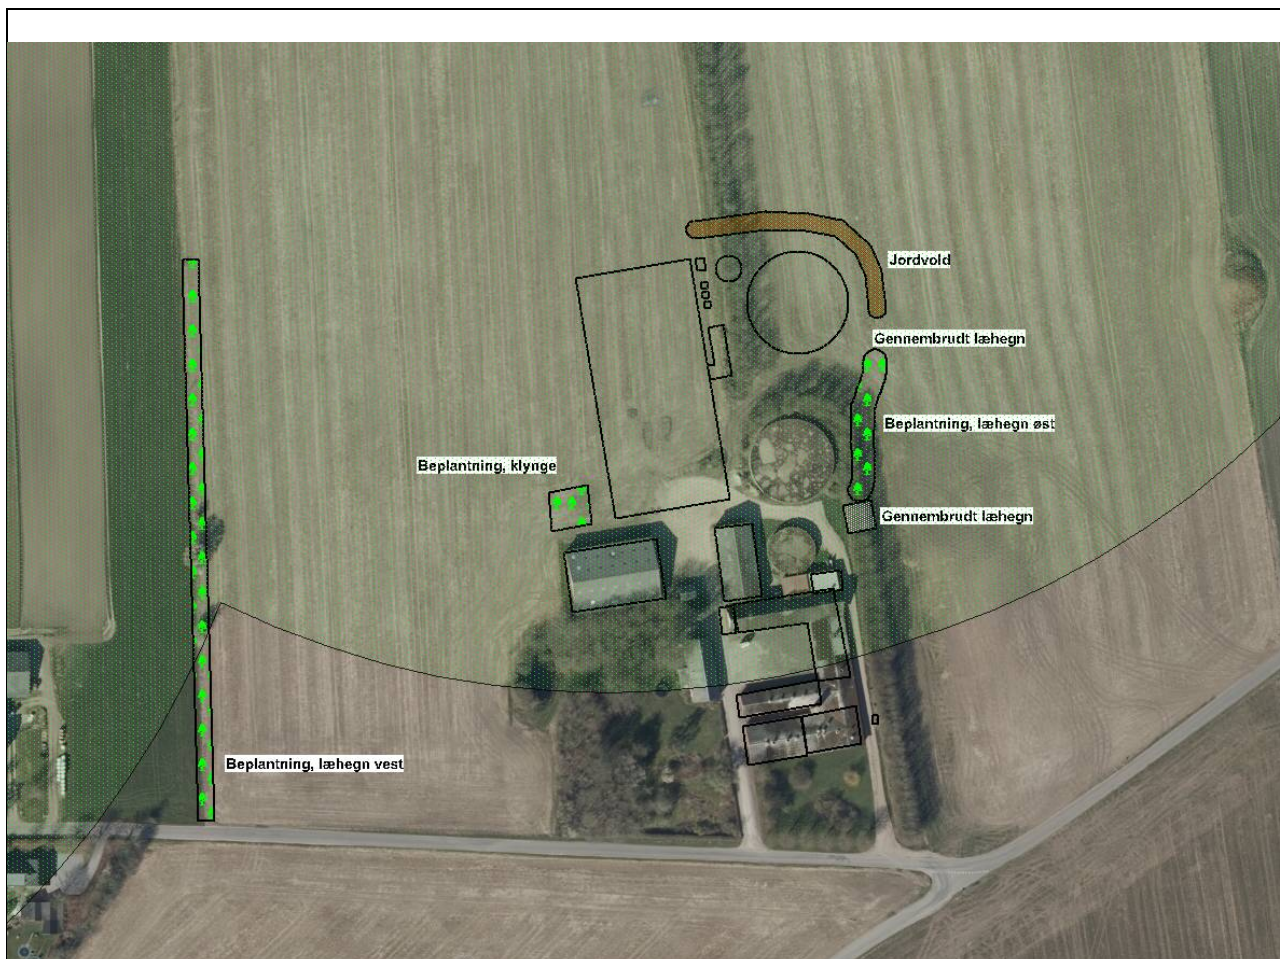 Jordvold
Gennembrudt læhegn
Beplantning, læhegn øst
Beplantning, klynge
Gennembrudt læhegn
Beplantning, læhegn vest